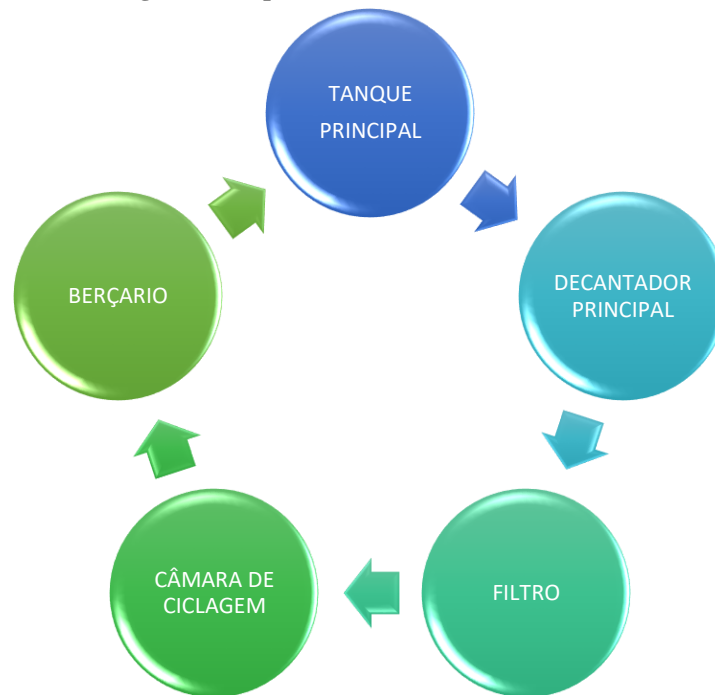 TANQUE
PRINCIPAL
DECANTADOR
PRINCIPAL
FILTRO
CÂMARA DE
CICLAGEM
BERÇARIO